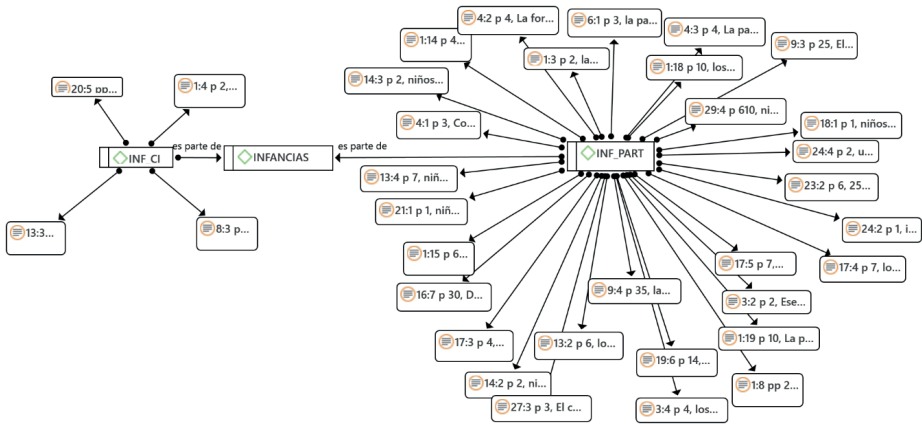 4:2 p 4, La for...
6:1 p 3, la pa...
4:3 p 4, La pa...
1:14 p 4...
9:3 p 25, El...
1:3 p 2, la...
1:18 p 10, los...
14:3 p 2, niños...
20:5 pp...
1:4 p 2,...
29:4 p 610, ni...
4:1 p 3, Co...
18:1 p 1, niños...
es parte de
es parte de
24:4 p 2, u...
INF_CI
INFANCIAS
INF_PART
13:4 p 7, niñ...
23:2 p 6, 25...
21:1 p 1, niñ...
13:3...
8:3 p...
24:2 p 1, i...
1:15 p 6...
17:5 p 7,...
17:4 p 7, lo...
16:7 p 30, D...
9:4 p 35, la...
3:2 p 2, Ese...
17:3 p 4,...
13:2 p 6, lo...
1:19 p 10, La p...
19:6 p 14,...
14:2 p 2, ni...
1:8 pp 2...
27:3 p 3, El c...
3:4 p 4, los...